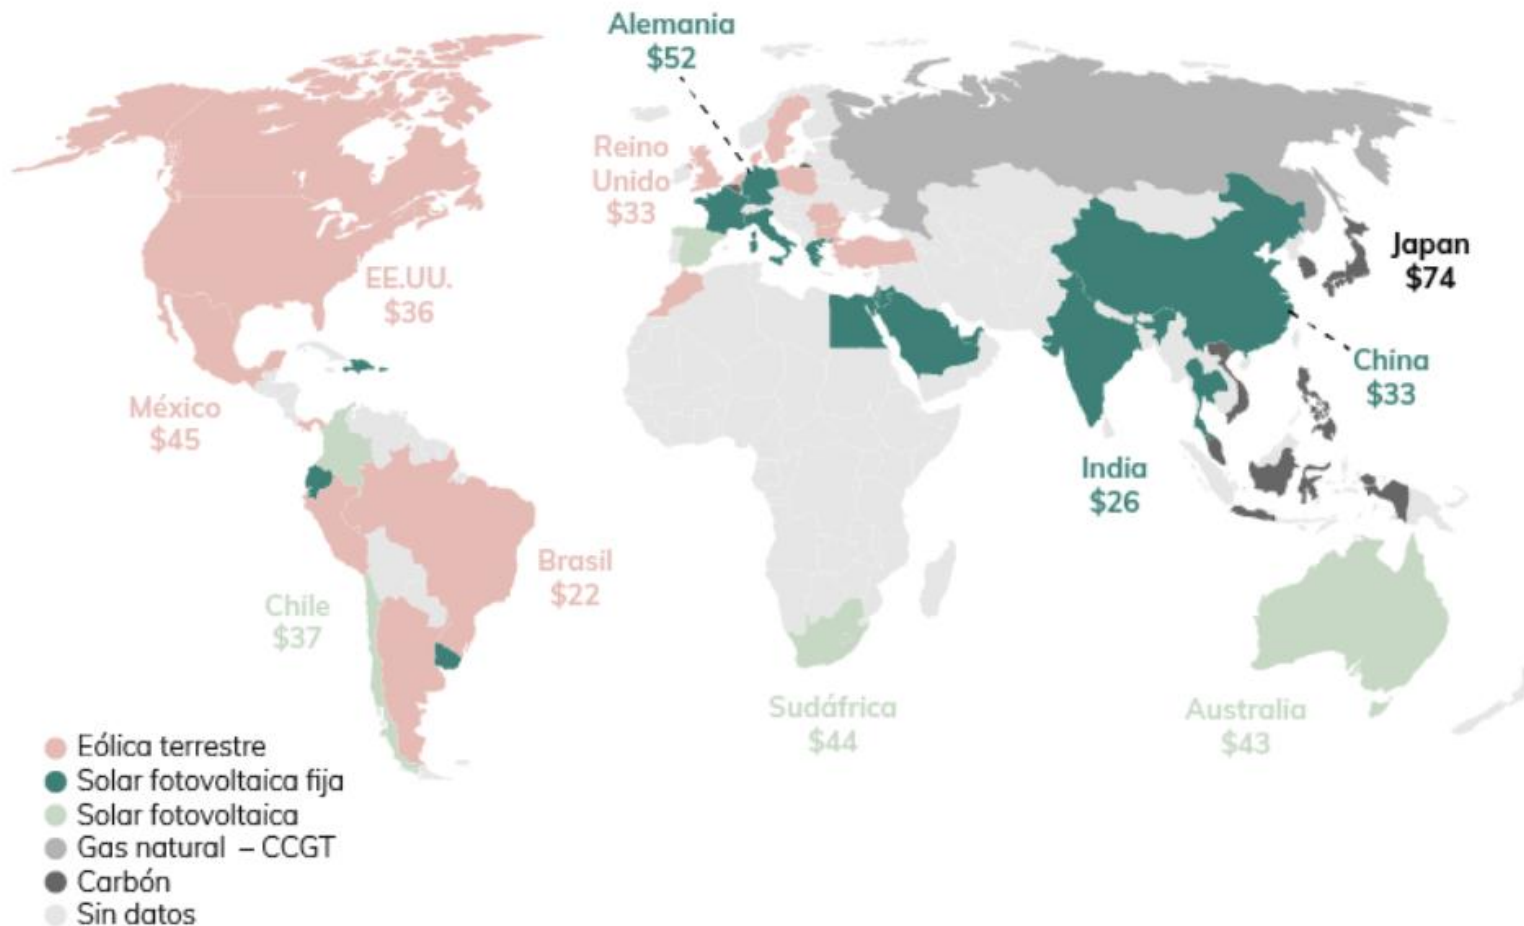 Alemania
$52
Reino
Unido
$33
EE.UU.
$36
México
$45
Brasil
$22
Chile
$37
Japan
$74
China
$33
India
$26
Sudáfrica
$44
Australia
$43
Eólica terrestre
Solar fotovoltaica fija
Solar fotovoltaica
Gas natural – CCGT
Carbón
Sin datos